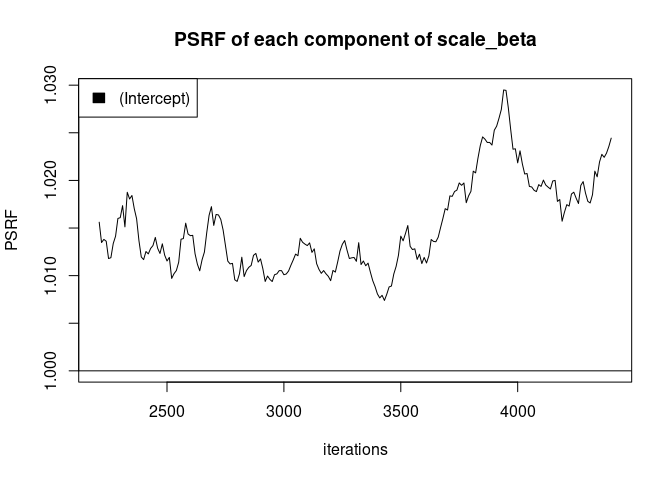 PSRF of each component of scale_beta
(Intercept)
PSRF
1.030
1.020
1.010
1.000
2500 3000 3500 4000
iterations